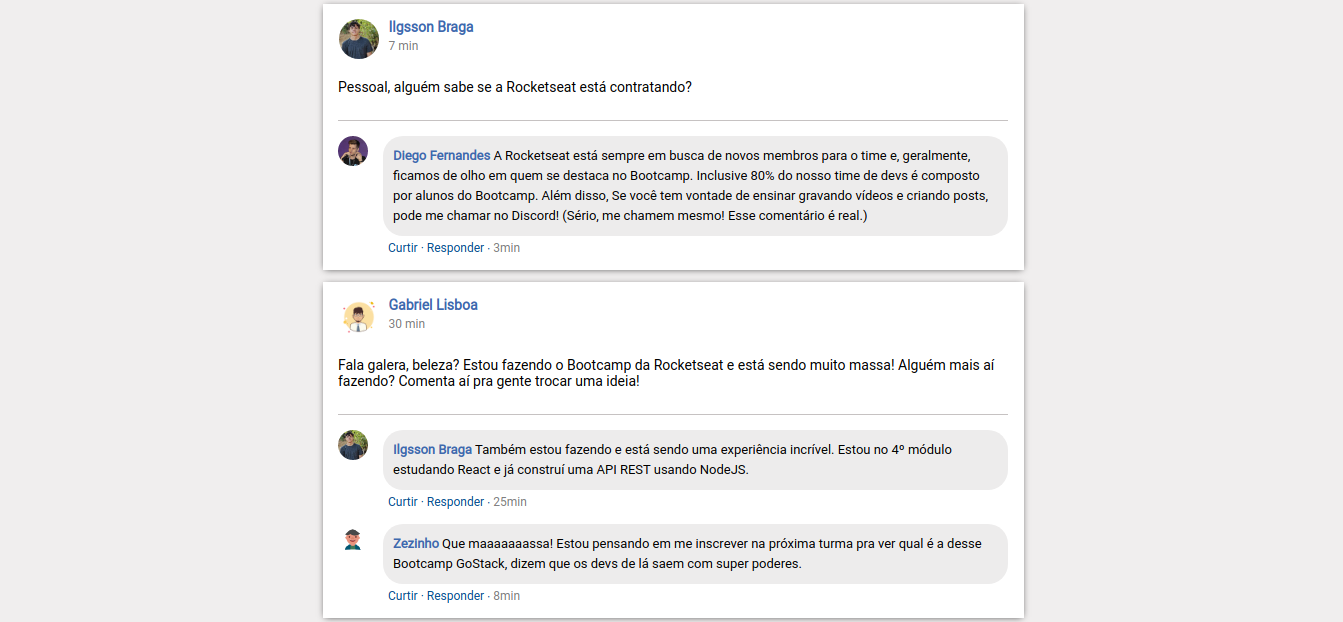 Ilgsson Braga
7 min
Pessoal, alguém sabe se a Rocketseat está contratando?
Diego Fernandes A Rocketseat está sempre em busca de novos membros para o time e, geralmente,
ficamos de olho em quem se destaca no Bootcamp. Inclusive 80% do nosso time de devs é composto
por alunos do Bootcamp. Além disso, Se você tem vontade de ensinar gravando vídeos e criando posts,
pode me chamar no Discord! (Sério, me chamem mesmo! Esse comentário é real.)
Curtir · Responder · 3min
Gabriel Lisboa
30 min
Fala galera, beleza? Estou fazendo o Bootcamp da Rocketseat e está sendo muito massa! Alguém mais aí
fazendo? Comenta aí pra gente trocar uma ideia!
Ilgsson Braga Também estou fazendo e está sendo uma experiência incrível. Estou no 4º módulo
estudando React e já construí uma API REST usando NodeJS.
Curtir · Responder · 25min
Zezinho Que maaaaaaassa! Estou pensando em me inscrever na próxima turma pra ver qual é a desse
Bootcamp GoStack, dizem que os devs de lá saem com super poderes.
Curtir · Responder · 8min